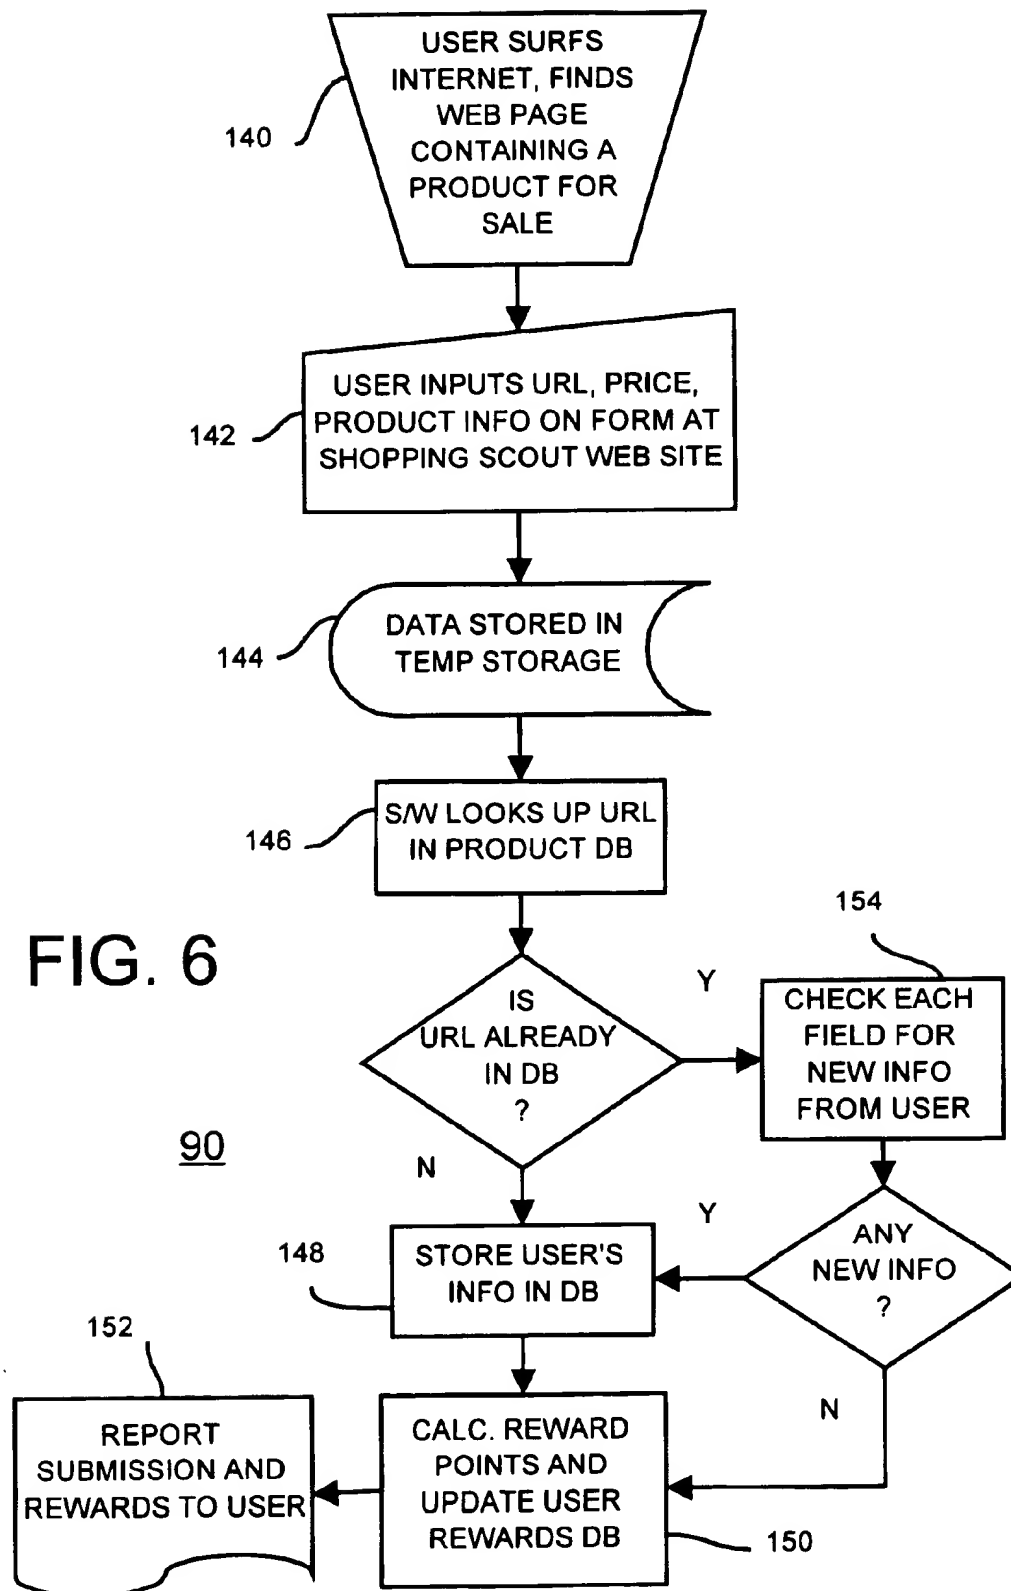 USER SURFS
INTERNET, FINDS
WEB PAGE
CONTAINING A
PRODUCT FOR
SALE
140
USER INPUTS URL, PRICE,
PRODUCT INFO ON FORM AT
SHOPPING SCOUT WEB SITE
142
DATA STORED IN
TEMP STORAGE
144
S/W LOOKS UP URL
IN PRODUCT DB
146
FIG. 6
IS
URL ALREADY
IN DB
?
Y
154
CHECK EACH
FIELD FOR
NEW INFO
FROM USER
90
N
Y
ANY
NEW INFO
?
148
STORE USER'S
INFO IN DB
N
152
REPORT
SUBMISSION AND
REWARDS TO USER
CALC. REWARD
POINTS AND
UPDATE USER
REWARDS DB
150